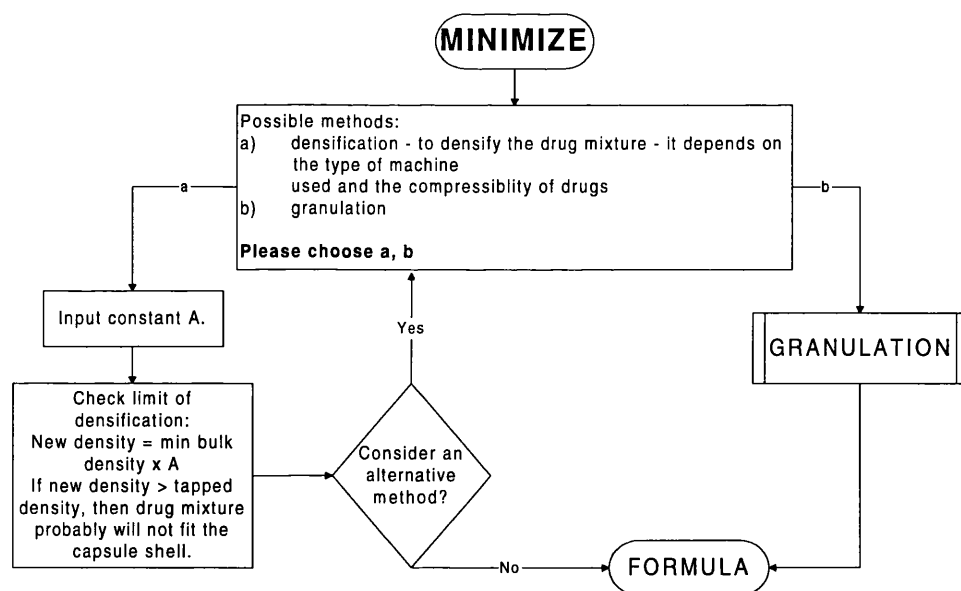 MINIMIZE
Possible methods:
a) densification - to densify the drug mixture - it depends on
the type of machine
used and the compressiblity of drugs
b) granulation
Please choose a, b
a
b
Input constant A.
Yes
GRANULATION
Check limit of
densification:
New density = min bulk
density x A
If new density > tapped
density, then drug mixture
probably will not fit the
capsule shell.
Consider an
alternative
method?
No
FORMULA